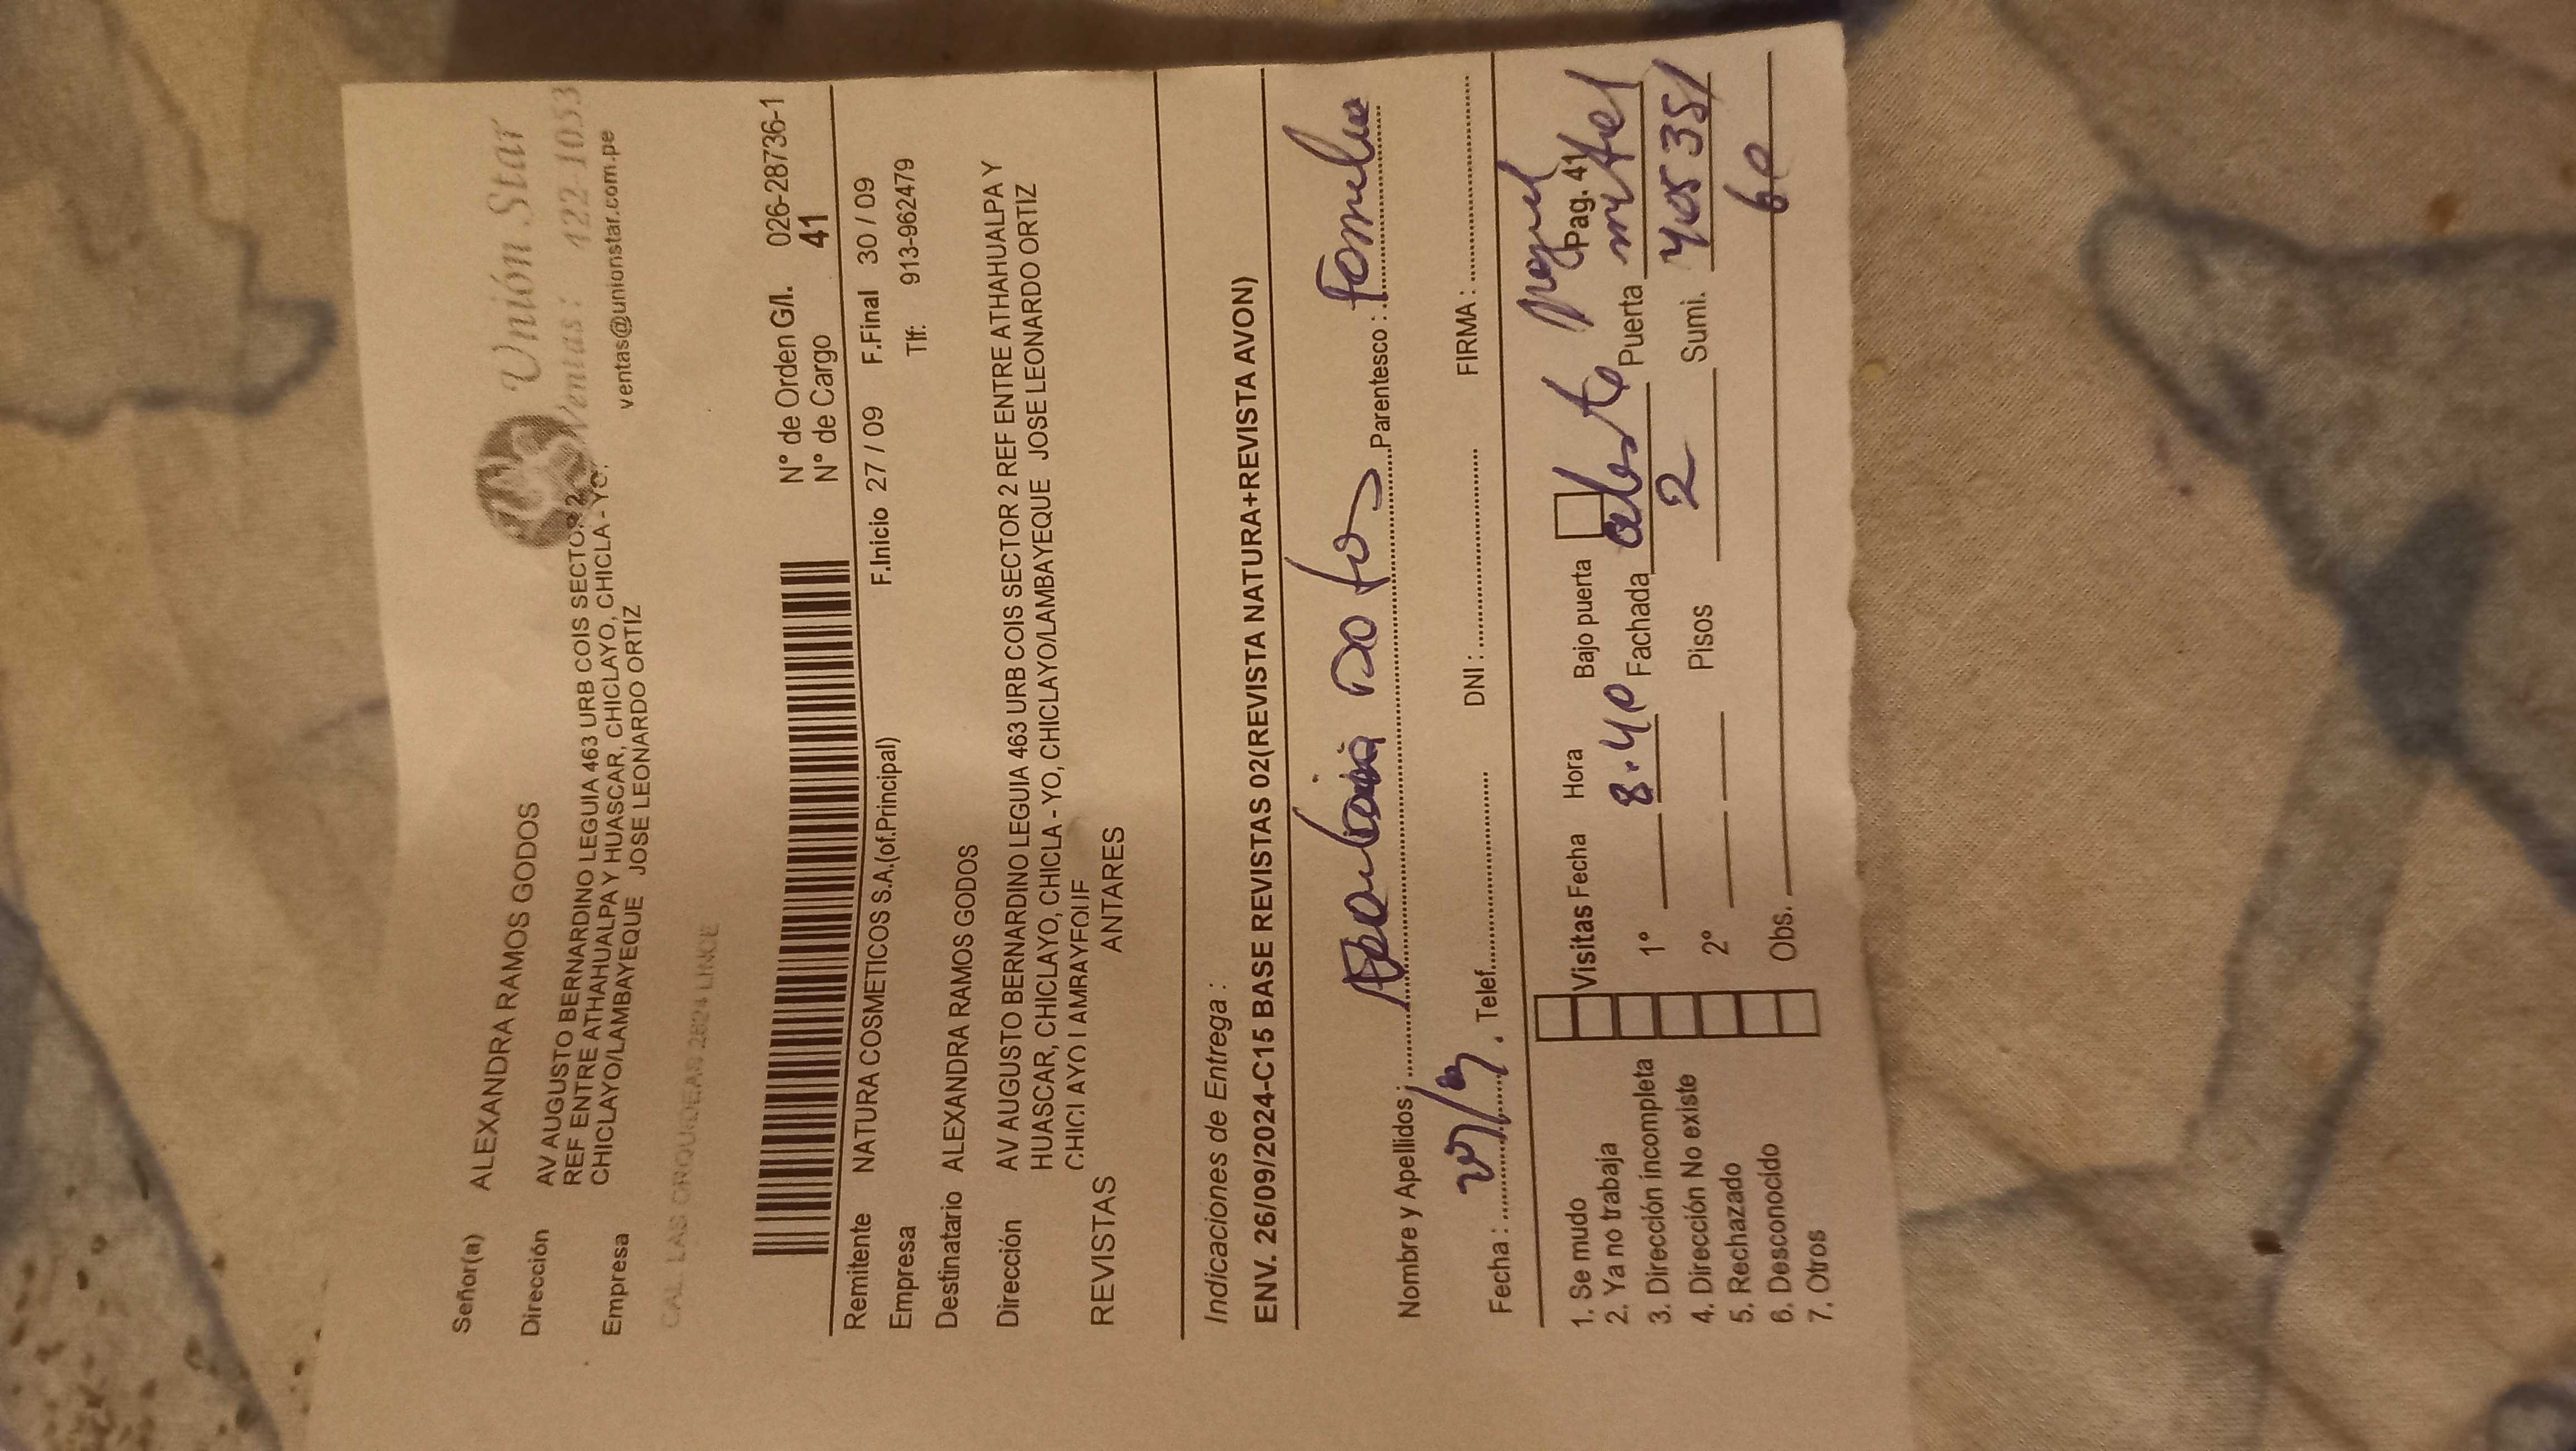 Unión Star
Ventas: 422-1053
ventas@unionstar.com.pe
Señor(a) ALEXANDRA RAMOS GODOS
Dirección AV AUGUSTO BERNARDINO LEGUIA 463 URB COIS SECTOR 2
REF ENTRE ATHAHUALPA Y HUASCAR, CHICLAYO, CHICLA - YO,
Empresa CHICLAYO/LAMBAYEQUE JOSE LEONARDO ORTIZ
CAL. LAS ORQUIDEAS 2624 LINCE
N° de Orden G/I. 026-28736-1
N° de Cargo 41
Remitente NATURA COSMETICOS S.A.(of.Principal) F.Inicio 27 / 09 F.Final 30 / 09
Empresa Tlf: 913-962479
Destinatario ALEXANDRA RAMOS GODOS
Dirección AV AUGUSTO BERNARDINO LEGUIA 463 URB COIS SECTOR 2 REF ENTRE ATHAHUALPA Y
HUASCAR, CHICLAYO, CHICLA - YO, CHICLAYO/LAMBAYEQUE JOSE LEONARDO ORTIZ
CHICLAYO LAMBAYEQUE
REVISTAS ANTARES
Indicaciones de Entrega :
ENV. 26/09/2024-C15 BASE REVISTAS 02(REVISTA NATURA+REVISTA AVON)
Nombre y Apellidos : Parentesco :
Fecha : Telef. DNI : FIRMA :
Pag. 41
1. Se mudo Visitas Fecha Hora Bajo puerta
2. Ya no trabaja
3. Dirección incompleta 1° 8.40 Fachada Puerta
4. Dirección No existe
5. Rechazado 2° Pisos 2 Sumi.
6. Desconocido Obs.
7. Otros